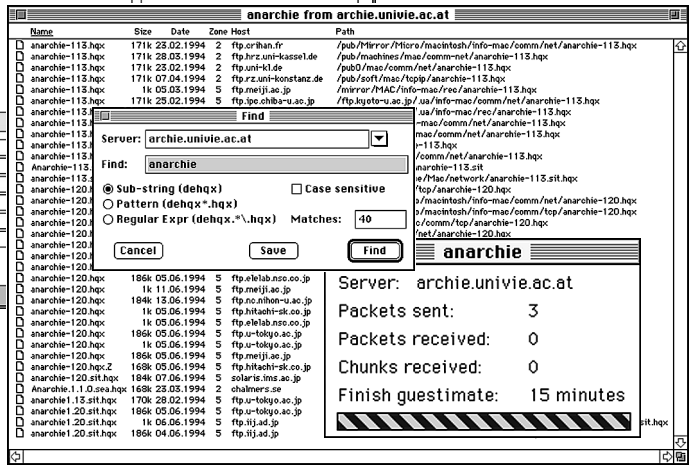 anarchie from archie.univie.ac.at
Name Size Date Zone Host Path
anarchie-113.hqx 171k 23.02.1994 2 ftp.crihan.fr /pub/Mirror/Micro/macintosh/info-mac/comm/net/anarchie-113.hqx
anarchie-113.hqx 171k 28.03.1994 2 ftp.hrz.uni-kassel.de /pub/machines/mac/comm-net/anarchie-113.hqx
anarchie-113.hqx 171k 23.02.1994 2 ftp.uni-kl.de /pub0/mac/comm/net/anarchie-113.hqx
anarchie-113.hqx 171k 07.04.1994 2 ftp.rz.uni-konstanz.de /pub/soft/mac/tcpip/anarchie-113.hqx
anarchie-113.hqx 1k 05.03.1994 5 ftp.meiji.ac.jp /mirror/MAC/info-mac/rec/anarchie-113.hqx
anarchie-113.hqx 171k 25.02.1994 5 ftp.ipc.chiba-u.ac.jp /ftp.kyoto-u.ac.jp/.ua/info-mac/comm/net/anarchie-113.hqx
Find
Server: archie.univie.ac.at
Find: anarchie
Sub-string (dehqx) Case sensitive
Pattern (dehqx*.hqx)
Regular Expr (dehqx.*\.hqx) Matches: 40
Cancel Save Find
anarchie
Server: archie.univie.ac.at
Packets sent: 3
Packets received: 0
Chunks received: 0
Finish guestimate: 15 minutes
anarchie-120.hqx 186k 05.06.1994 5 ftp.elelab.nsc.co.jp
anarchie-120.hqx 1k 11.06.1994 5 ftp.meiji.ac.jp
anarchie-120.hqx 184k 13.06.1994 5 ftp.nc.nihon-u.ac.jp
anarchie-120.hqx 1k 05.06.1994 5 ftp.hitachi-sk.co.jp
anarchie-120.hqx 1k 05.06.1994 5 ftp.elelab.nsc.co.jp
anarchie-120.hqx 186k 05.06.1994 5 ftp.u-tokyo.ac.jp
anarchie-120.hqx 1k 05.06.1994 5 ftp.u-tokyo.ac.jp
anarchie-120.hqx 186k 05.06.1994 5 ftp.meiji.ac.jp
anarchie-120.hqx.Z 168k 05.06.1994 5 ftp.hitachi-sk.co.jp
anarchie-120.sit.hqx 184k 07.06.1994 5 solaris.ims.ac.jp
Anarchie.1.1.0.sea.hqx 168k 23.03.1994 2 chalmers.se
anarchie1.13.sit.hqx 170k 28.02.1994 5 ftp.u-tokyo.ac.jp
anarchie1.20.sit.hqx 186k 05.06.1994 5 ftp.u-tokyo.ac.jp
anarchie1.20.sit.hqx 1k 06.06.1994 5 ftp.iij.ad.jp sit.hqx
anarchie1.20.sit.hqx 186k 04.06.1994 5 ftp.iij.ad.jp